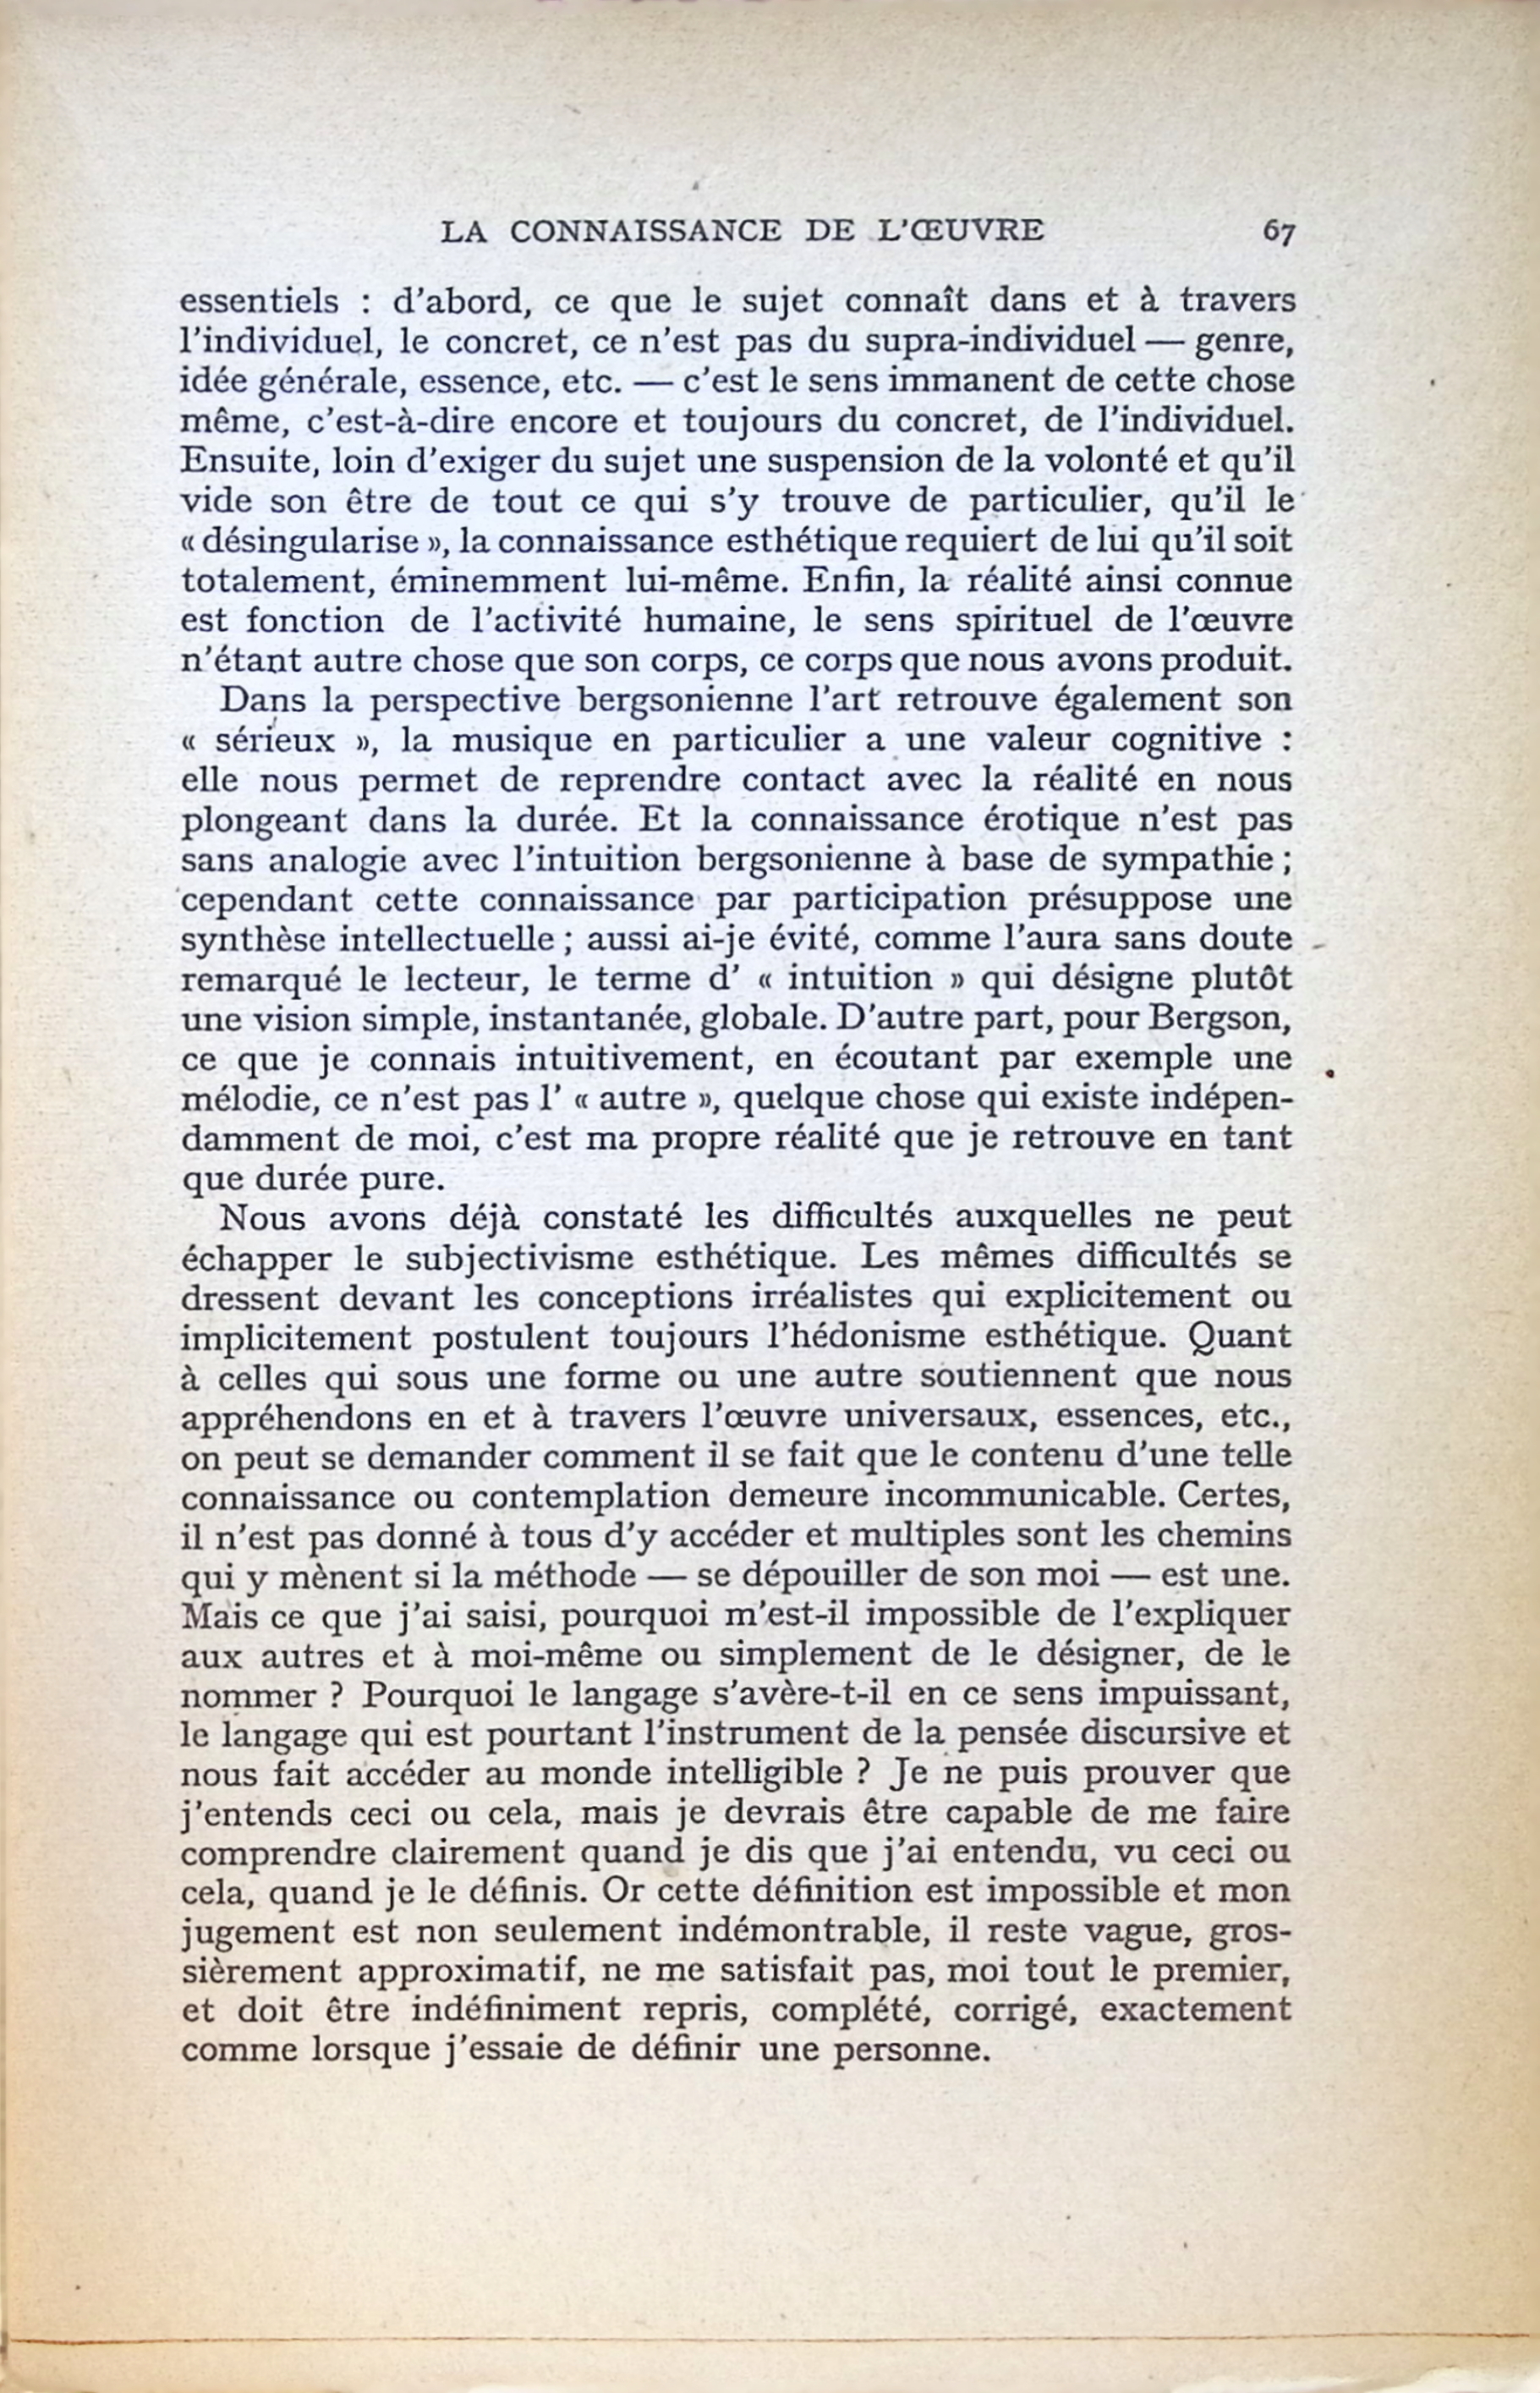 LA CONNAISSANCE DE L'ŒUVRE 67
essentiels : d'abord, ce que le sujet connaît dans et à travers
l'individuel, le concret, ce n'est pas du supra-individuel — genre,
idée générale, essence, etc. — c'est le sens immanent de cette chose
même, c'est-à-dire encore et toujours du concret, de l'individuel.
Ensuite, loin d'exiger du sujet une suspension de la volonté et qu'il
vide son être de tout ce qui s'y trouve de particulier, qu'il le
« désingularise », la connaissance esthétique requiert de lui qu'il soit
totalement, éminemment lui-même. Enfin, la réalité ainsi connue
est fonction de l'activité humaine, le sens spirituel de l'œuvre
n'étant autre chose que son corps, ce corps que nous avons produit.
Dans la perspective bergsonienne l'art retrouve également son
« sérieux », la musique en particulier a une valeur cognitive :
elle nous permet de reprendre contact avec la réalité en nous
plongeant dans la durée. Et la connaissance érotique n'est pas
sans analogie avec l'intuition bergsonienne à base de sympathie ;
cependant cette connaissance par participation présuppose une
synthèse intellectuelle ; aussi ai-je évité, comme l'aura sans doute
remarqué le lecteur, le terme d' « intuition » qui désigne plutôt
une vision simple, instantanée, globale. D'autre part, pour Bergson,
ce que je connais intuitivement, en écoutant par exemple une
mélodie, ce n'est pas l' « autre », quelque chose qui existe indépen-
damment de moi, c'est ma propre réalité que je retrouve en tant
que durée pure.
Nous avons déjà constaté les difficultés auxquelles ne peut
échapper le subjectivisme esthétique. Les mêmes difficultés se
dressent devant les conceptions irréalistes qui explicitement ou
implicitement postulent toujours l'hédonisme esthétique. Quant
à celles qui sous une forme ou une autre soutiennent que nous
appréhendons en et à travers l'œuvre universaux, essences, etc.,
on peut se demander comment il se fait que le contenu d'une telle
connaissance ou contemplation demeure incommunicable. Certes,
il n'est pas donné à tous d'y accéder et multiples sont les chemins
qui y mènent si la méthode — se dépouiller de son moi — est une.
Mais ce que j'ai saisi, pourquoi m'est-il impossible de l'expliquer
aux autres et à moi-même ou simplement de le désigner, de le
nommer ? Pourquoi le langage s'avère-t-il en ce sens impuissant,
le langage qui est pourtant l'instrument de la pensée discursive et
nous fait accéder au monde intelligible ? Je ne puis prouver que
j'entends ceci ou cela, mais je devrais être capable de me faire
comprendre clairement quand je dis que j'ai entendu, vu ceci ou
cela, quand je le définis. Or cette définition est impossible et mon
jugement est non seulement indémontrable, il reste vague, gros-
sièrement approximatif, ne me satisfait pas, moi tout le premier,
et doit être indéfiniment repris, complété, corrigé, exactement
comme lorsque j'essaie de définir une personne.